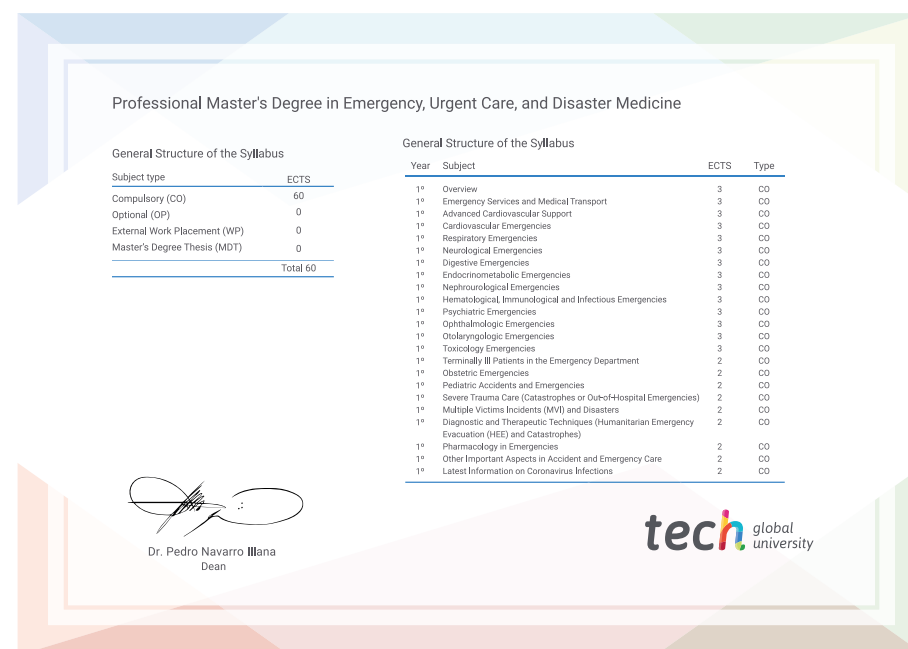 Professional Master's Degree in Emergency, Urgent Care, and Disaster Medicine
General Structure of the Syllabus
Subject type ECTS
Compulsory (CO) 60
Optional (OP) 0
External Work Placement (WP) 0
Master's Degree Thesis (MDT) 0
Total 60
General Structure of the Syllabus
Year Subject ECTS Type
1º Overview 3 CO
1º Emergency Services and Medical Transport 3 CO
1º Advanced Cardiovascular Support 3 CO
1º Cardiovascular Emergencies 3 CO
1º Respiratory Emergencies 3 CO
1º Neurological Emergencies 3 CO
1º Digestive Emergencies 3 CO
1º Endocrinometabolic Emergencies 3 CO
1º Nephrourological Emergencies 3 CO
1º Hematological, Immunological and Infectious Emergencies 3 CO
1º Psychiatric Emergencies 3 CO
1º Ophthalmologic Emergencies 3 CO
1º Otolaryngologic Emergencies 3 CO
1º Toxicology Emergencies 3 CO
1º Terminally Ill Patients in the Emergency Department 2 CO
1º Obstetric Emergencies 2 CO
1º Pediatric Accidents and Emergencies 2 CO
1º Severe Trauma Care (Catastrophes or Out-of-Hospital Emergencies) 2 CO
1º Multiple Victims Incidents (MVI) and Disasters 2 CO
1º Diagnostic and Therapeutic Techniques (Humanitarian Emergency 2 CO
Evacuation (HEE) and Catastrophes)
1º Pharmacology in Emergencies 2 CO
1º Other Important Aspects in Accident and Emergency Care 2 CO
1º Latest Information on Coronavirus Infections 2 CO
Dr. Pedro Navarro Illana
Dean
tech global
university